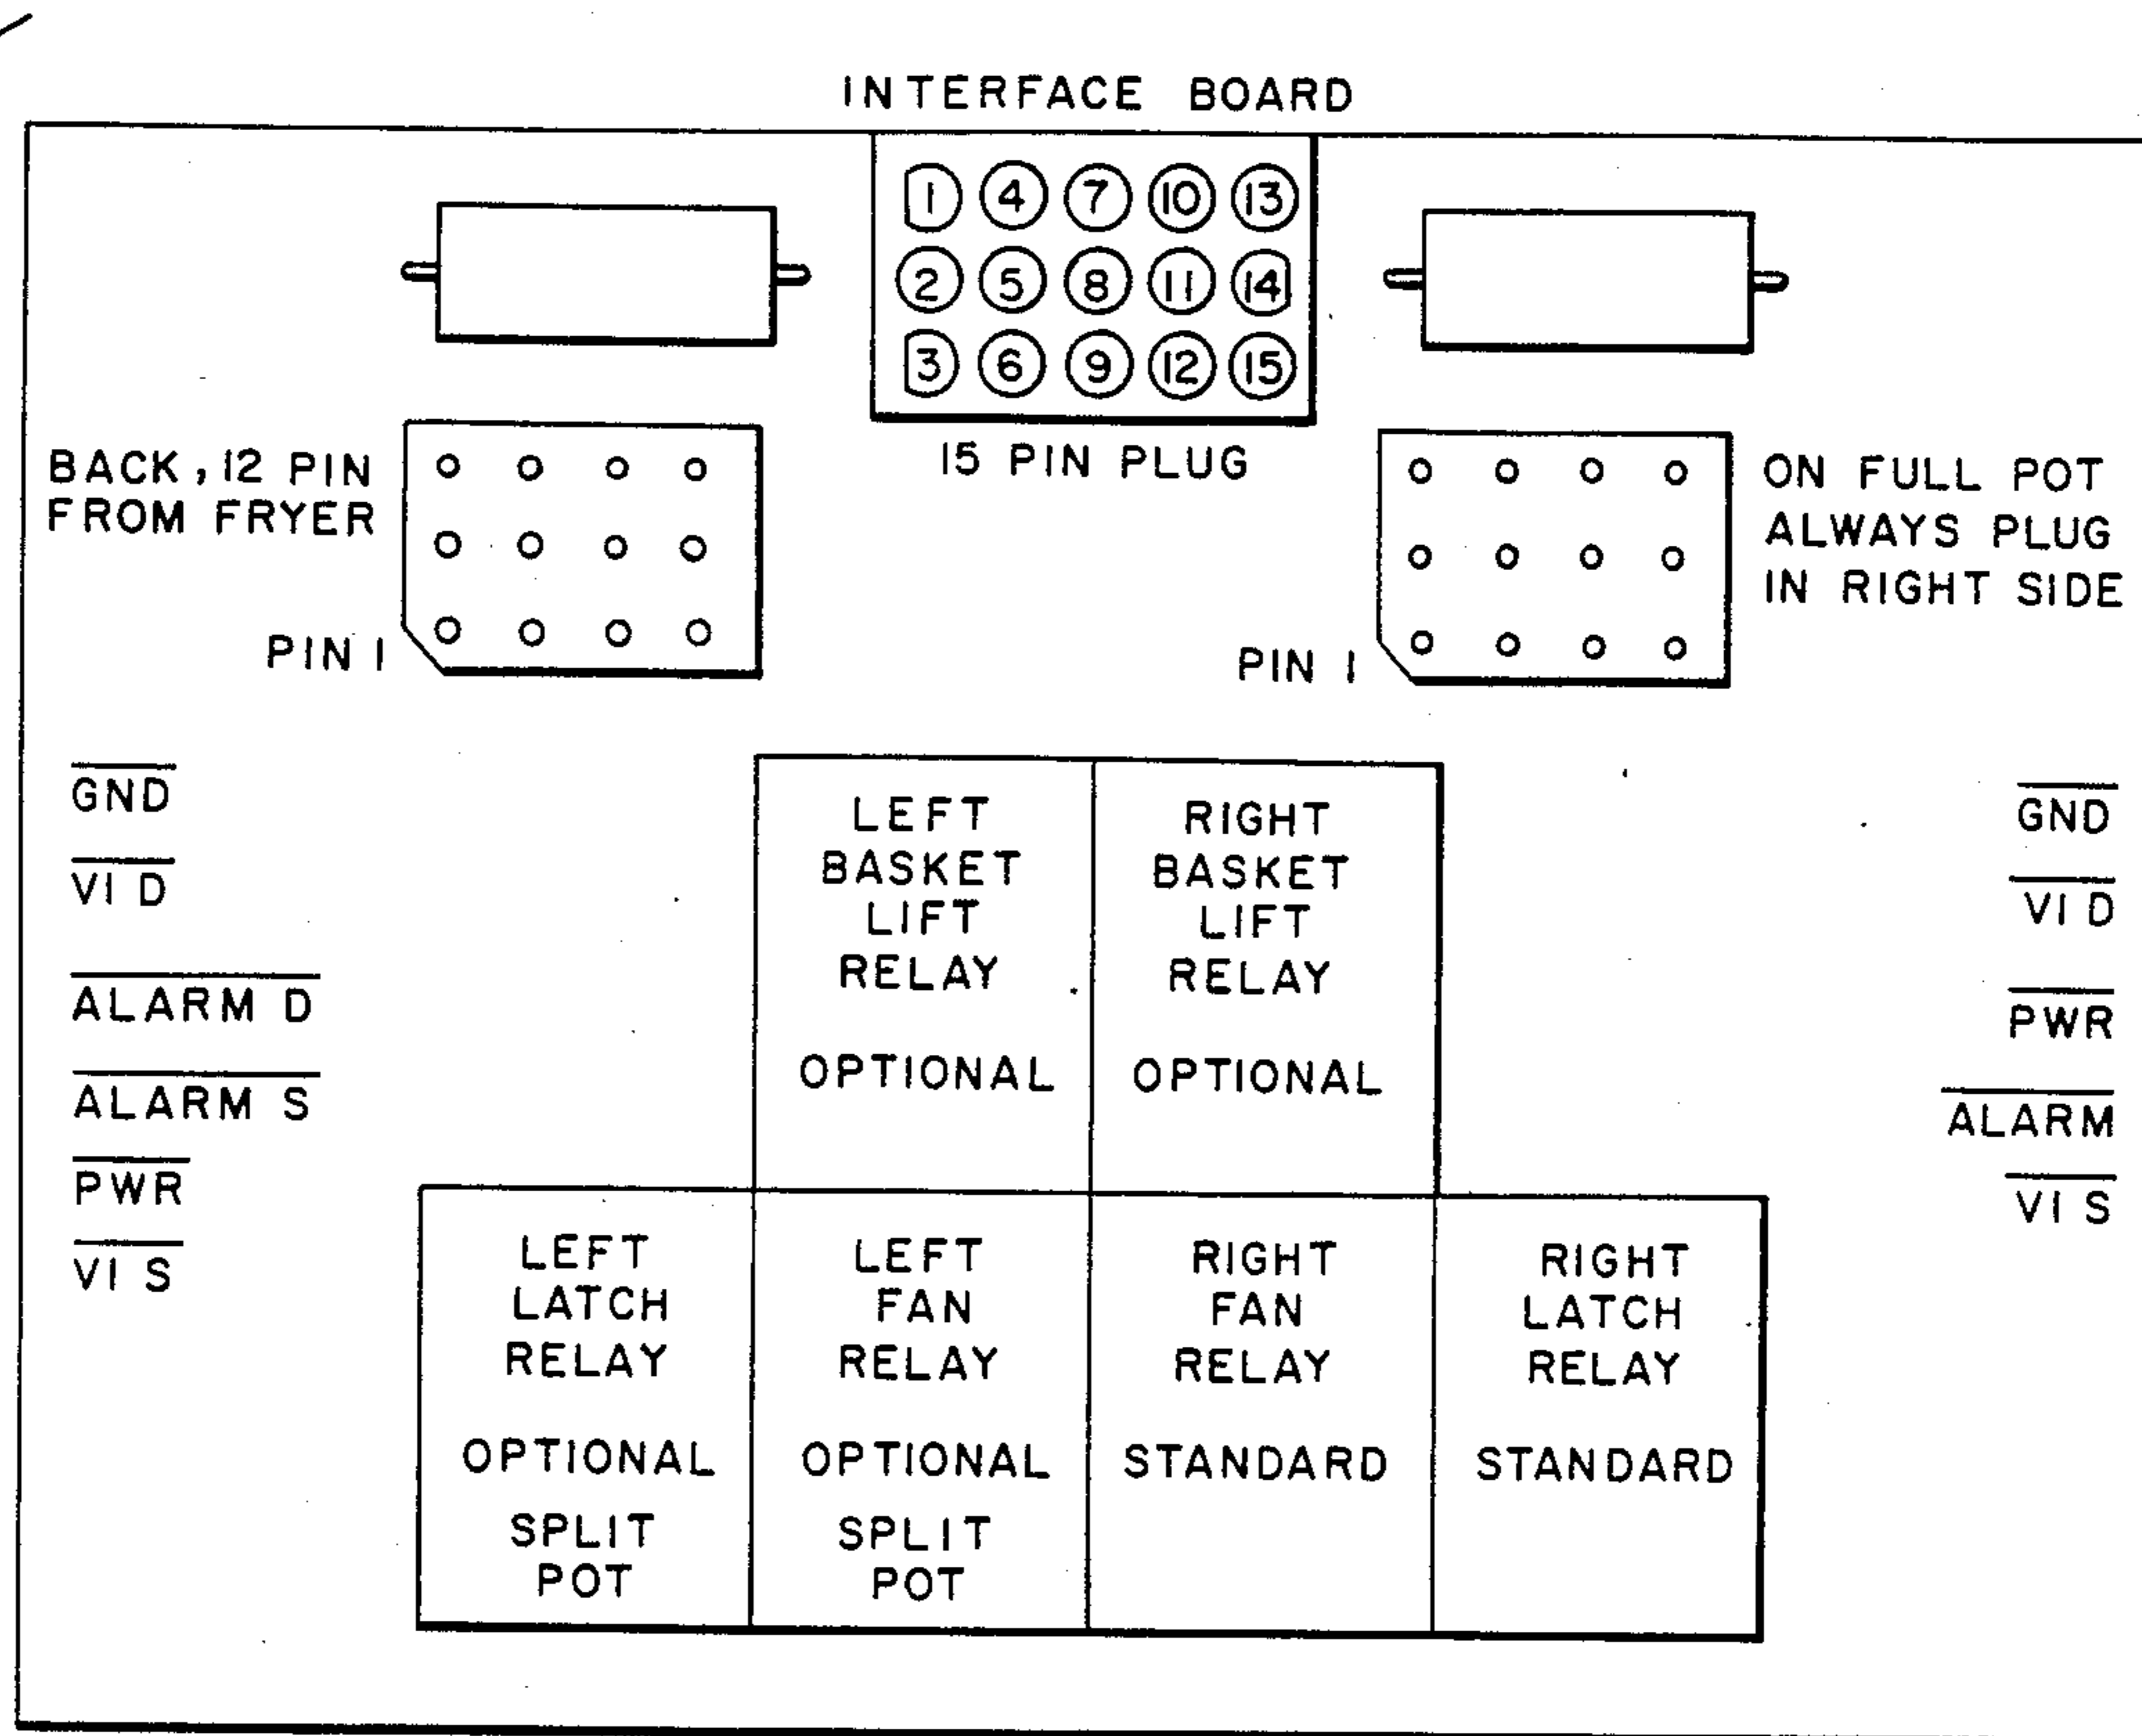 INTERFACE BOARD
1 4 7 10 13
2 5 8 11 14
3 6 9 12 15
15 PIN PLUG
BACK, 12 PIN
FROM FRYER
PIN 1
ON FULL POT
ALWAYS PLUG
IN RIGHT SIDE
PIN 1
GND
VI D
ALARM D
ALARM S
PWR
VI S
LEFT
BASKET
LIFT
RELAY
OPTIONAL
RIGHT
BASKET
LIFT
RELAY
OPTIONAL
GND
VI D
PWR
ALARM
VI S
LEFT
LATCH
RELAY
OPTIONAL
SPLIT
POT
LEFT
FAN
RELAY
OPTIONAL
SPLIT
POT
RIGHT
FAN
RELAY
STANDARD
RIGHT
LATCH
RELAY
STANDARD